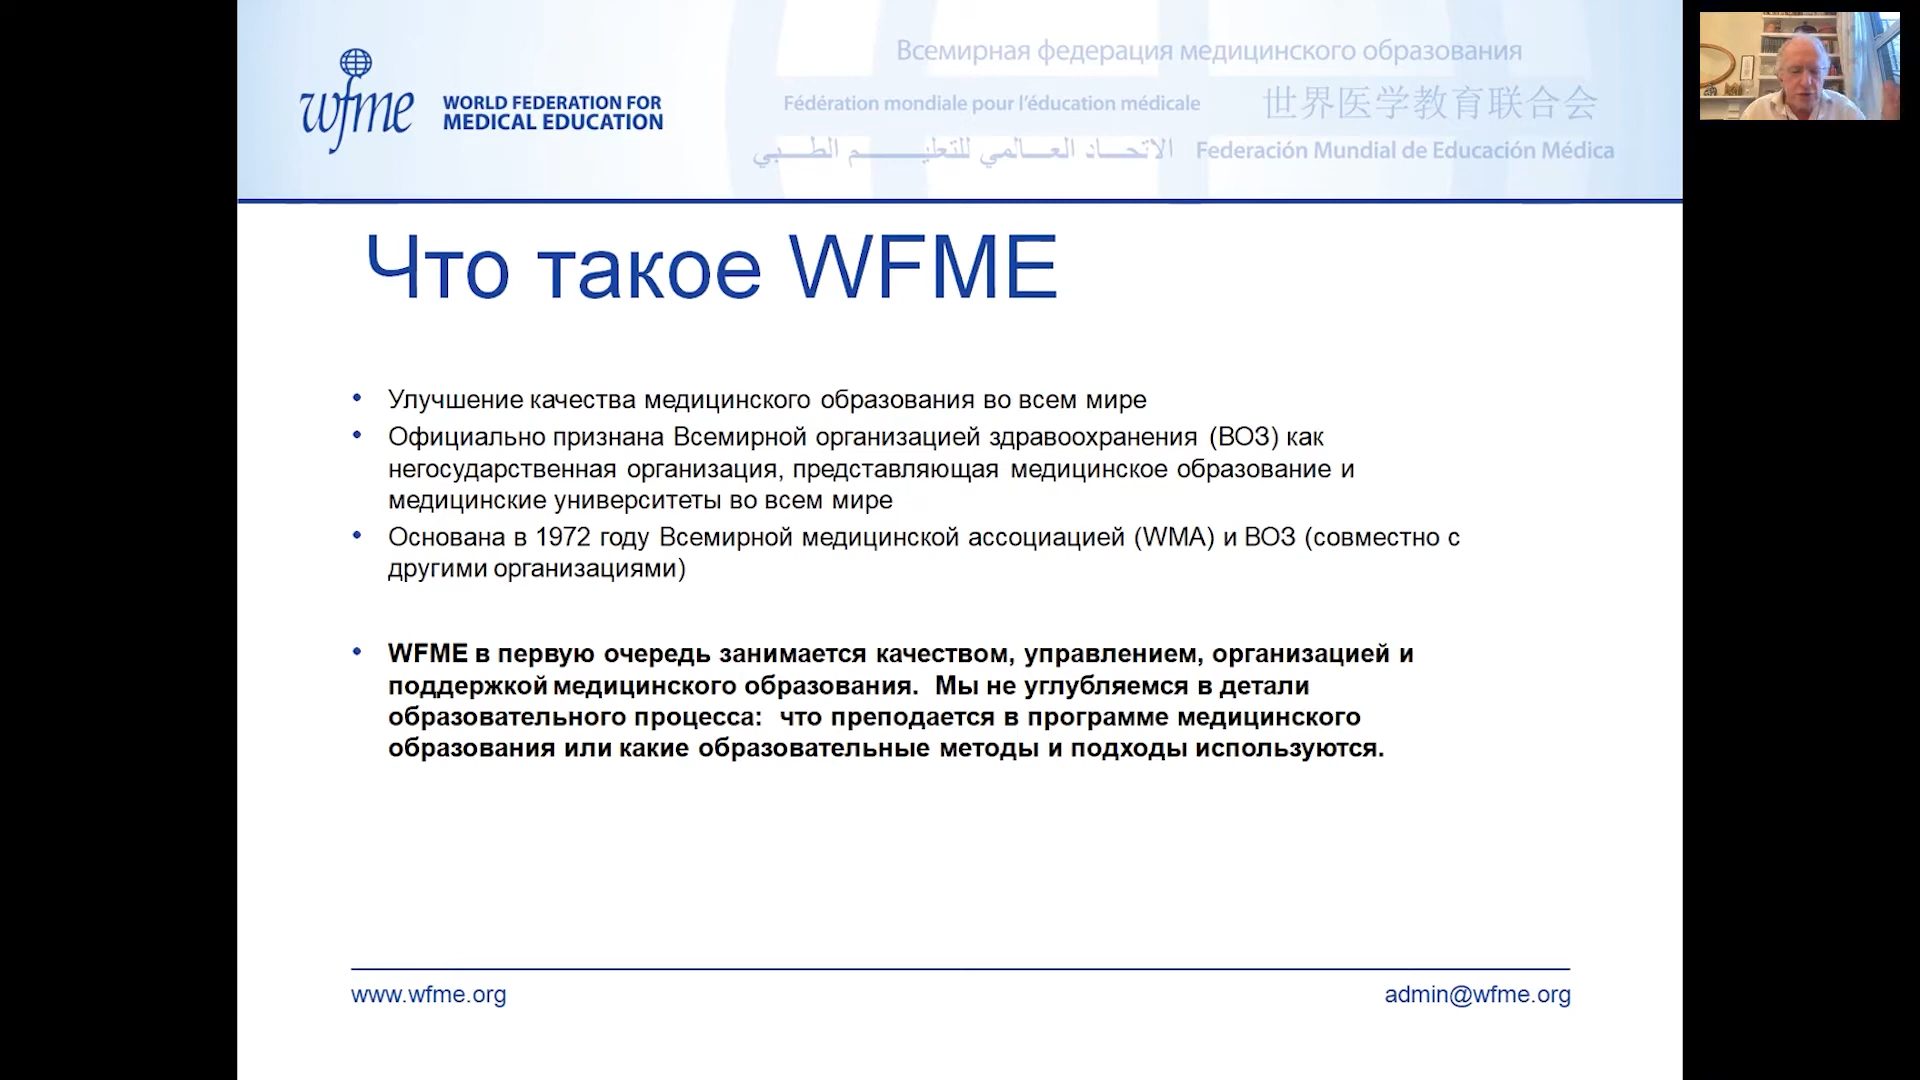 wfme
WORLD FEDERATION FOR
MEDICAL EDUCATION
Всемирная федерация медицинского образования
Fédération mondiale pour l'éducation médicale
世界医学教育联合会
الاتحـــاد العـــالمي للتعليـــــــم الطـــبي
Federación Mundial de Educación Médica
Что такое WFME
• Улучшение качества медицинского образования во всем мире
• Официально признана Всемирной организацией здравоохранения (ВОЗ) как
негосударственная организация, представляющая медицинское образование и
медицинские университеты во всем мире
• Основана в 1972 году Всемирной медицинской ассоциацией (WMA) и ВОЗ (совместно с
другими организациями)
• WFME в первую очередь занимается качеством, управлением, организацией и
поддержкой медицинского образования. Мы не углубляемся в детали
образовательного процесса: что преподается в программе медицинского
образования или какие образовательные методы и подходы используются.
www.wfme.org
admin@wfme.org